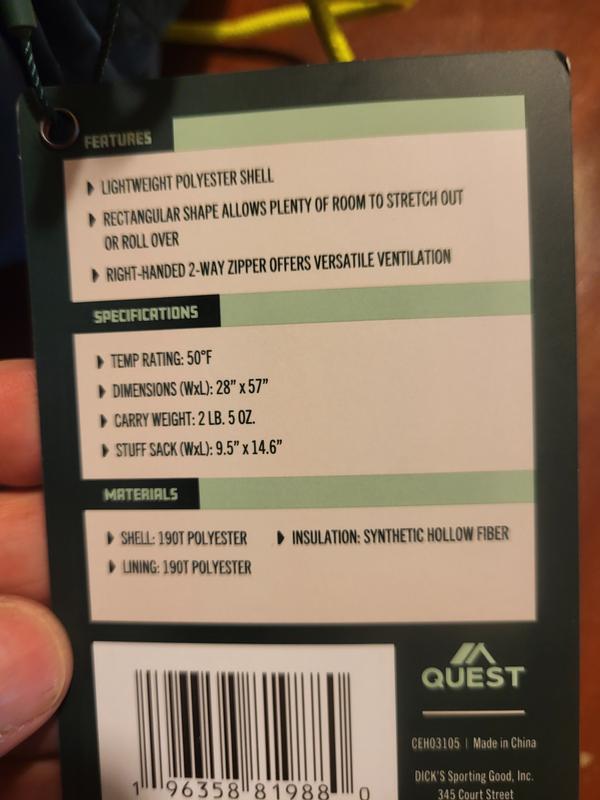 FEATURES
LIGHTWEIGHT POLYESTER SHELL
RECTANGULAR SHAPE ALLOWS PLENTY OF ROOM TO STRETCH OUT
OR ROLL OVER
RIGHT-HANDED 2-WAY ZIPPER OFFERS VERSATILE VENTILATION
SPECIFICATIONS
TEMP RATING: 50°F
DIMENSIONS (WxL): 28” x 57”
CARRY WEIGHT: 2 LB. 5 OZ.
STUFF SACK (WxL): 9.5” x 14.6”
MATERIALS
SHELL: 190T POLYESTER
INSULATION: SYNTHETIC HOLLOW FIBER
LINING: 190T POLYESTER
QUEST
CEH03105 | Made in China
DICK'S Sporting Good, Inc.
345 Court Street
1 96358 81988 0